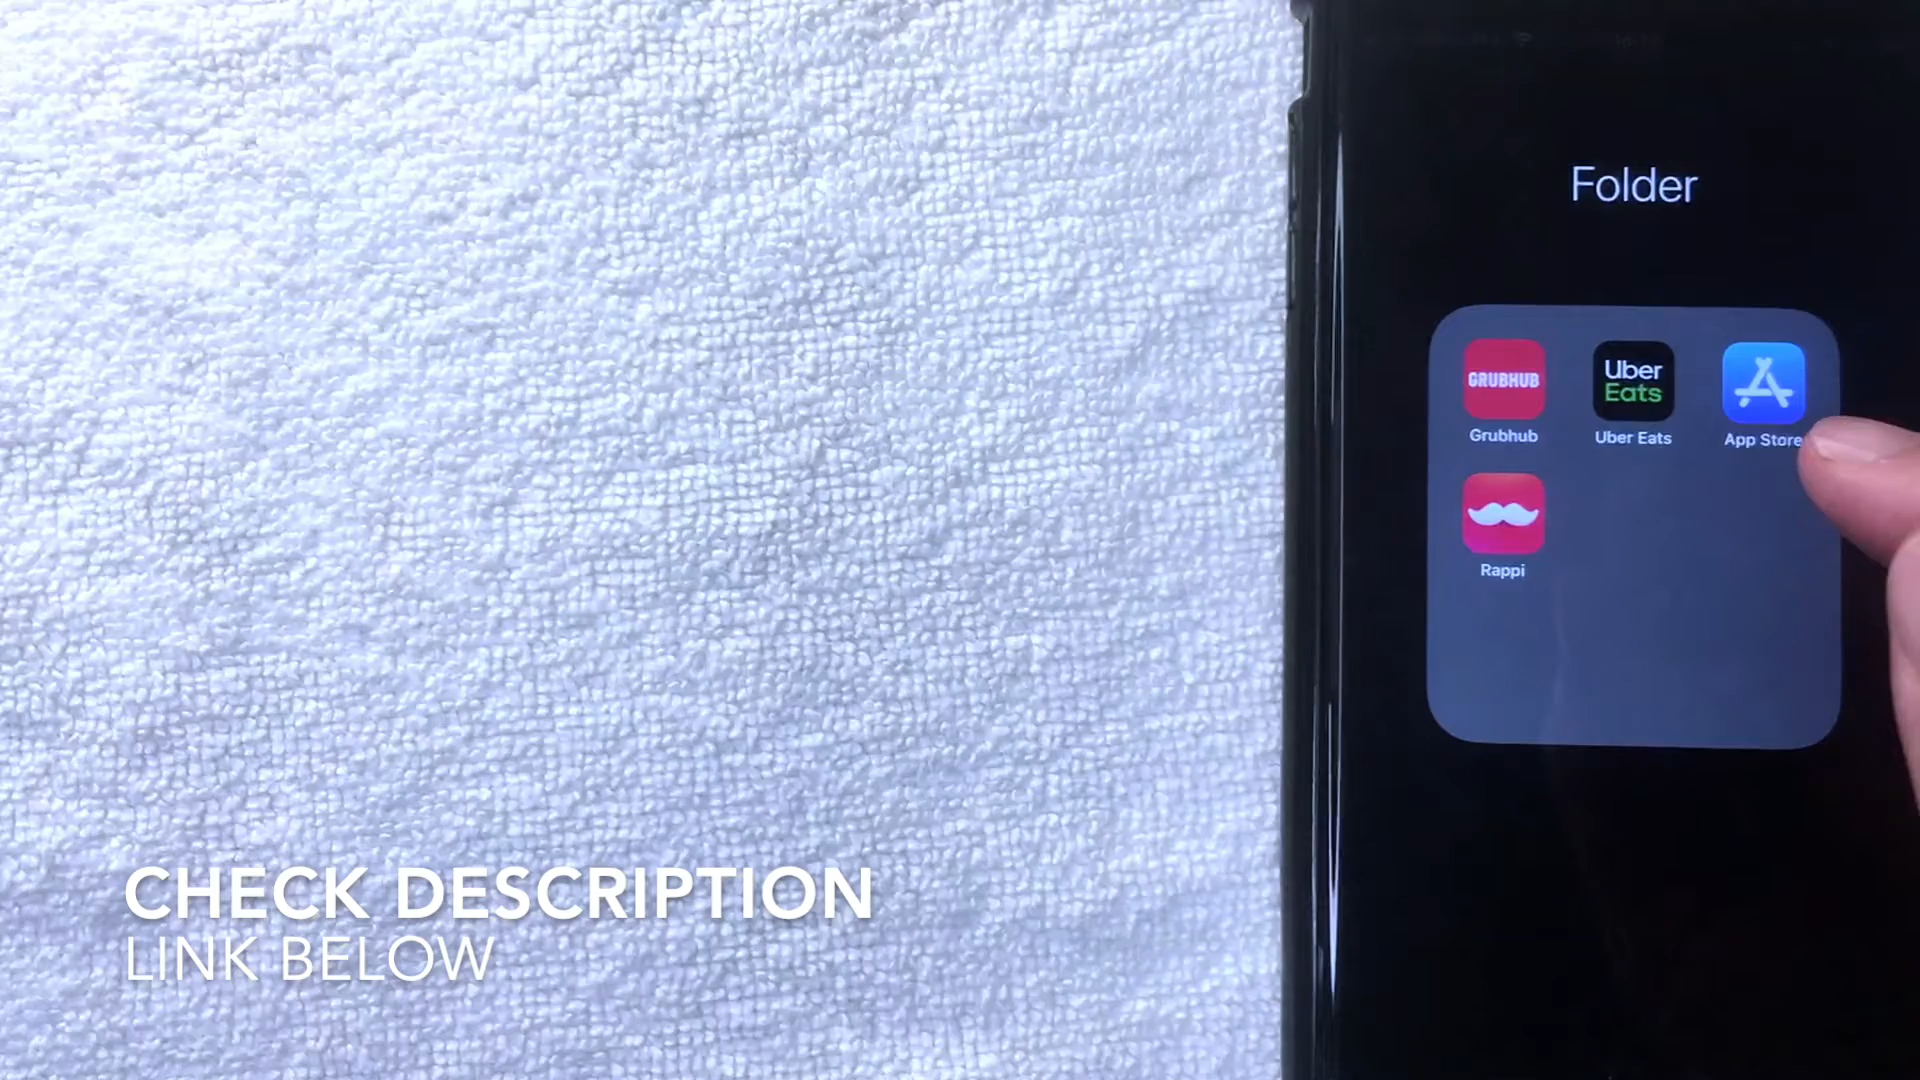 Folder
GRUBHUB
Uber
Eats
Grubhub
Uber Eats
App Store
Rappi
CHECK DESCRIPTION
LINK BELOW